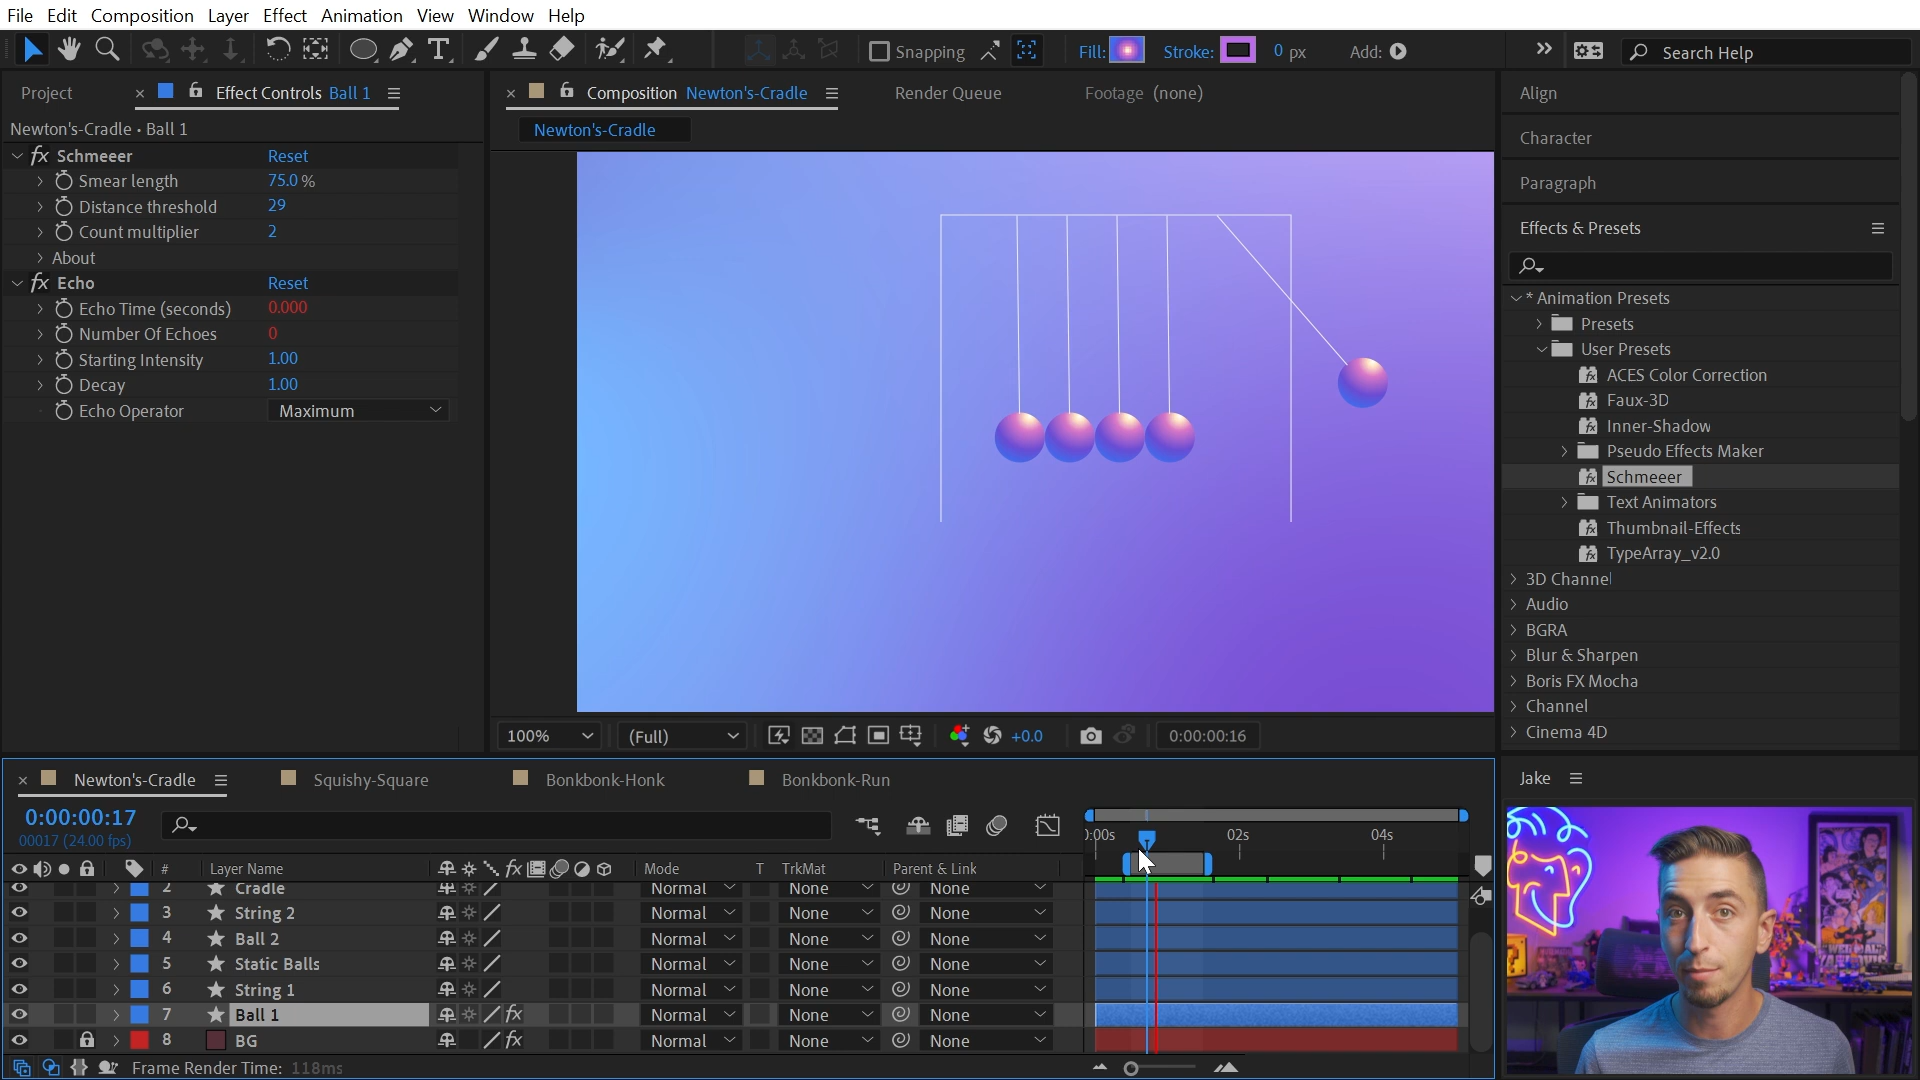 File Edit Composition Layer Effect Animation View Window Help
Snapping Fill: Stroke: 0 px Add: Search Help
Project Effect Controls Ball 1
Composition Newton's-Cradle Render Queue Footage (none)
Newton's-Cradle • Ball 1
Newton's-Cradle
fx Schmeeer Reset
Smear length 75.0 %
Distance threshold 29
Count multiplier 2
About
fx Echo Reset
Echo Time (seconds) 0.000
Number Of Echoes 0
Starting Intensity 1.00
Decay 1.00
Echo Operator Maximum
100% (Full) +0.0 0:00:00:16
Align
Character
Paragraph
Effects & Presets
* Animation Presets
Presets
User Presets
ACES Color Correction
Faux-3D
Inner-Shadow
Pseudo Effects Maker
Schmeeer
Text Animators
Thumbnail-Effects
TypeArray_v2.0
3D Channel
Audio
BGRA
Blur & Sharpen
Boris FX Mocha
Channel
Cinema 4D
Newton's-Cradle Squishy-Square Bonkbonk-Honk Bonkbonk-Run
0:00:00:17
00017 (24.00 fps)
0:00s 02s 04s
# Layer Name fx Mode T TrkMat Parent & Link
2 Cradle Normal None None
3 String 2 Normal None None
4 Ball 2 Normal None None
5 Static Balls Normal None None
6 String 1 Normal None None
7 Ball 1 fx Normal None None
8 BG fx Normal None None
Frame Render Time: 118ms
Jake